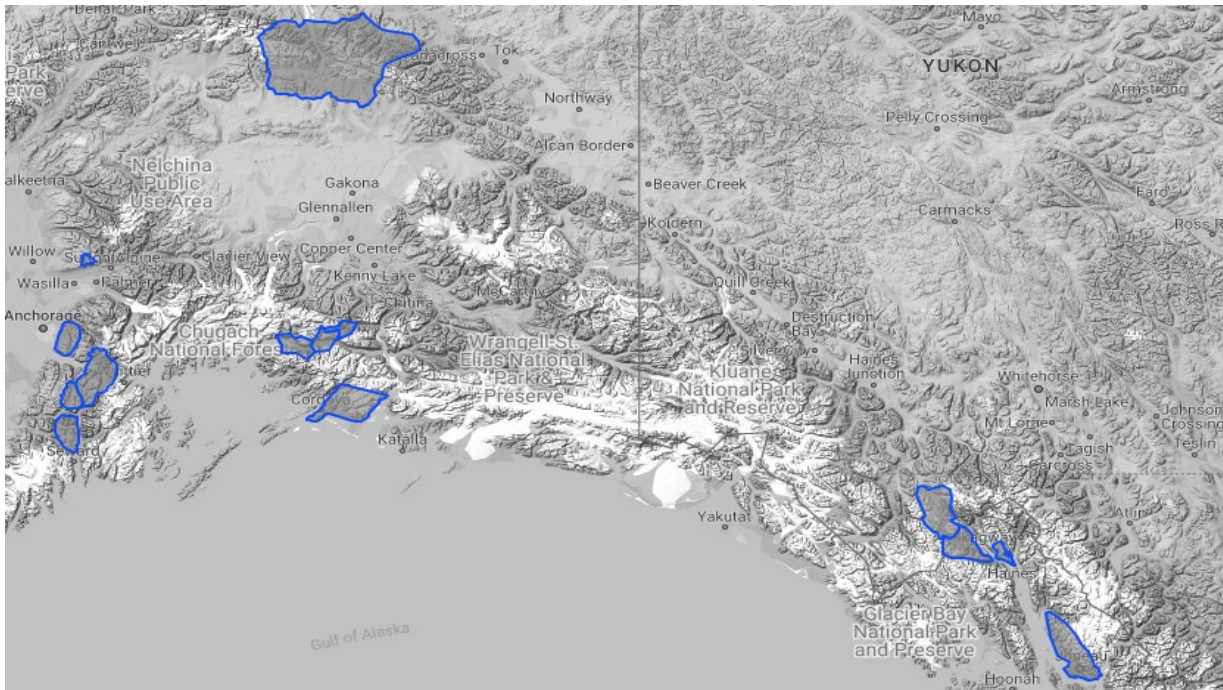 Denali Park
Mayo
Cantwell
Tok
YUKON
Park
Northway
Armstrong
Pelly Crossing
Alcan Border
Nelchina
Public
Use Area
Gakona
Beaver Creek
Faro
Glennallen
Carmacks
Koidern
Willow
Copper Center
Glacier View
Kenny Lake
Wasilla
Palmer
McCarthy
Quill Creek
Chitina
Anchorage
Destruction
Bay
Chugach
National Forest
Wrangell-St.
Elias National
Park &
Preserve
Haines
Junction
Kluane
National Park
and Reserve
Whitehorse
Marsh Lake
Johnson
Crossing
Cordova
Mt Lorne
Katalla
Tagish
Teslin
Seward
Carcross
Yakutat
Atlin
Haines
Glacier Bay
National Park
and Preserve
Gulf of Alaska
Hoonah